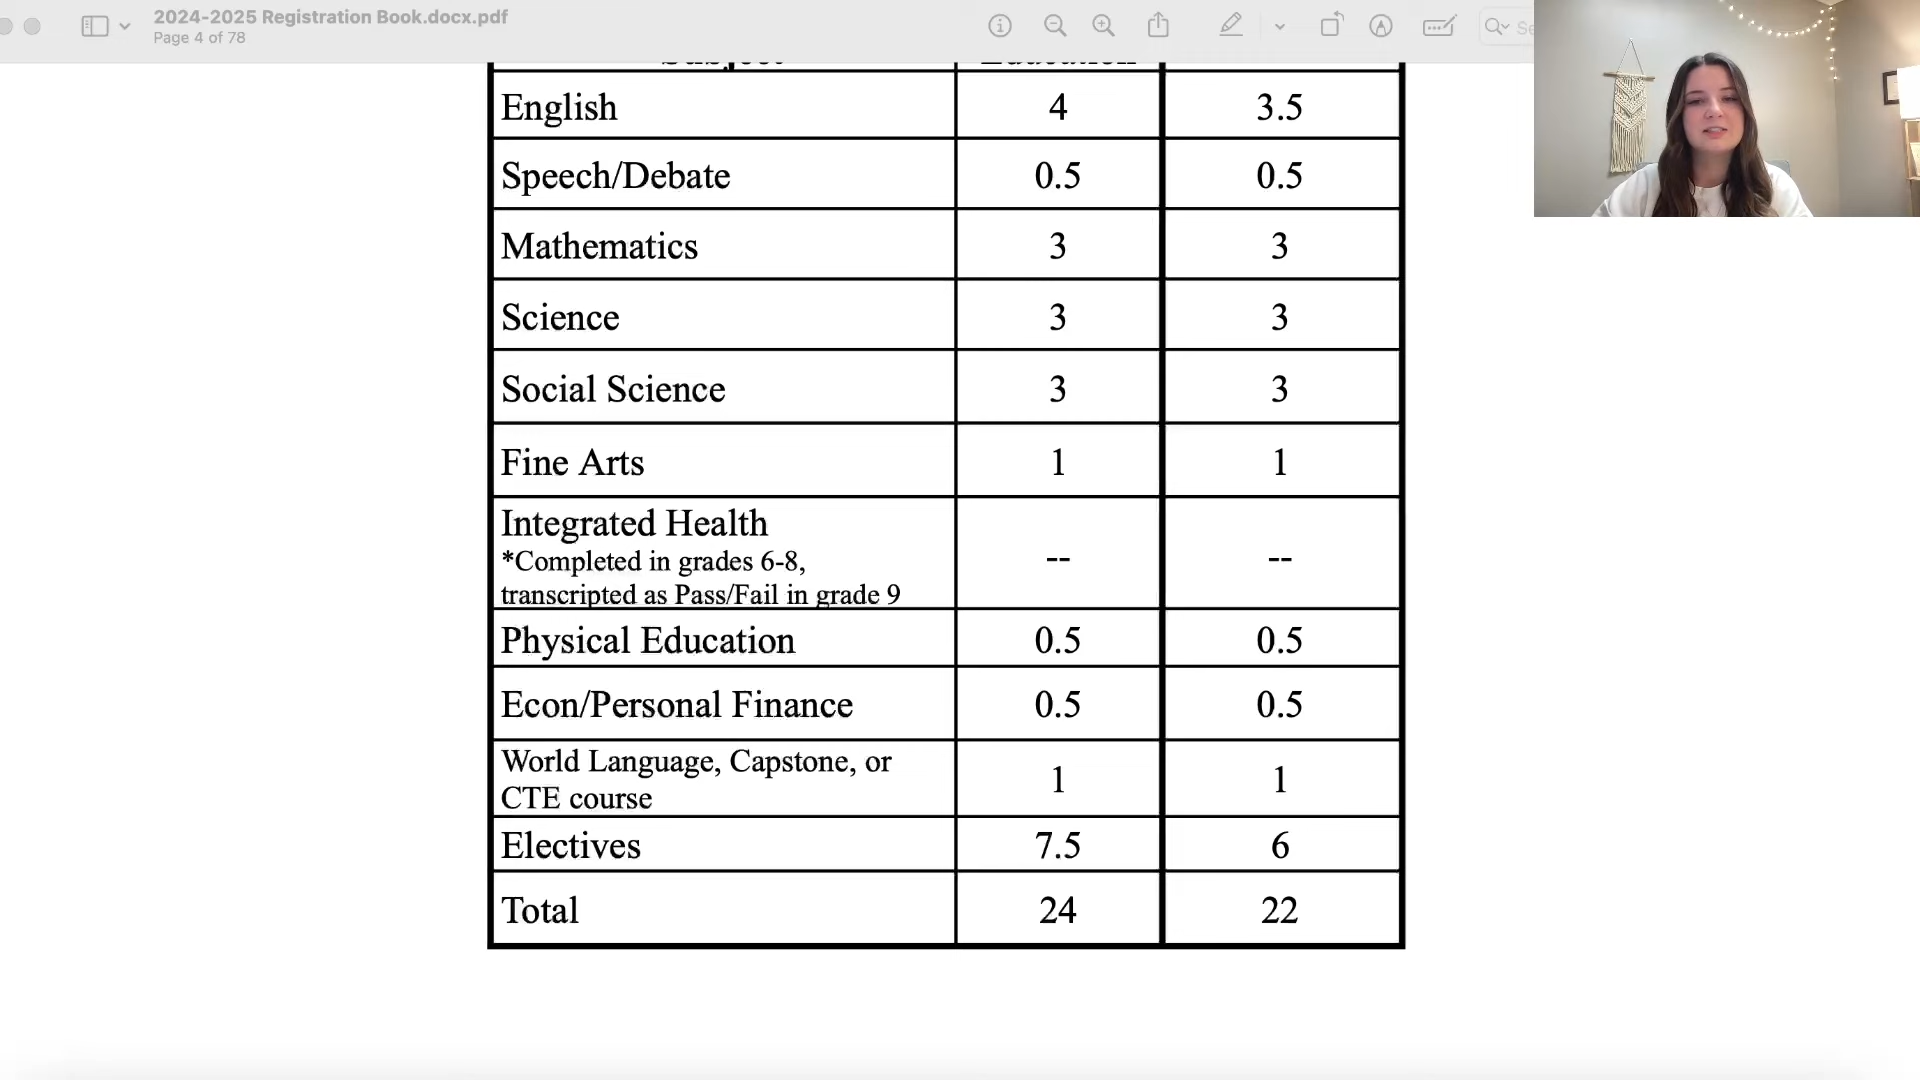 2024-2025 Registration Book.docx.pdf
Page 4 of 78
Subject Education
English 4 3.5
Speech/Debate 0.5 0.5
Mathematics 3 3
Science 3 3
Social Science 3 3
Fine Arts 1 1
Integrated Health
*Completed in grades 6-8,
transcripted as Pass/Fail in grade 9 -- --
Physical Education 0.5 0.5
Econ/Personal Finance 0.5 0.5
World Language, Capstone, or
CTE course 1 1
Electives 7.5 6
Total 24 22